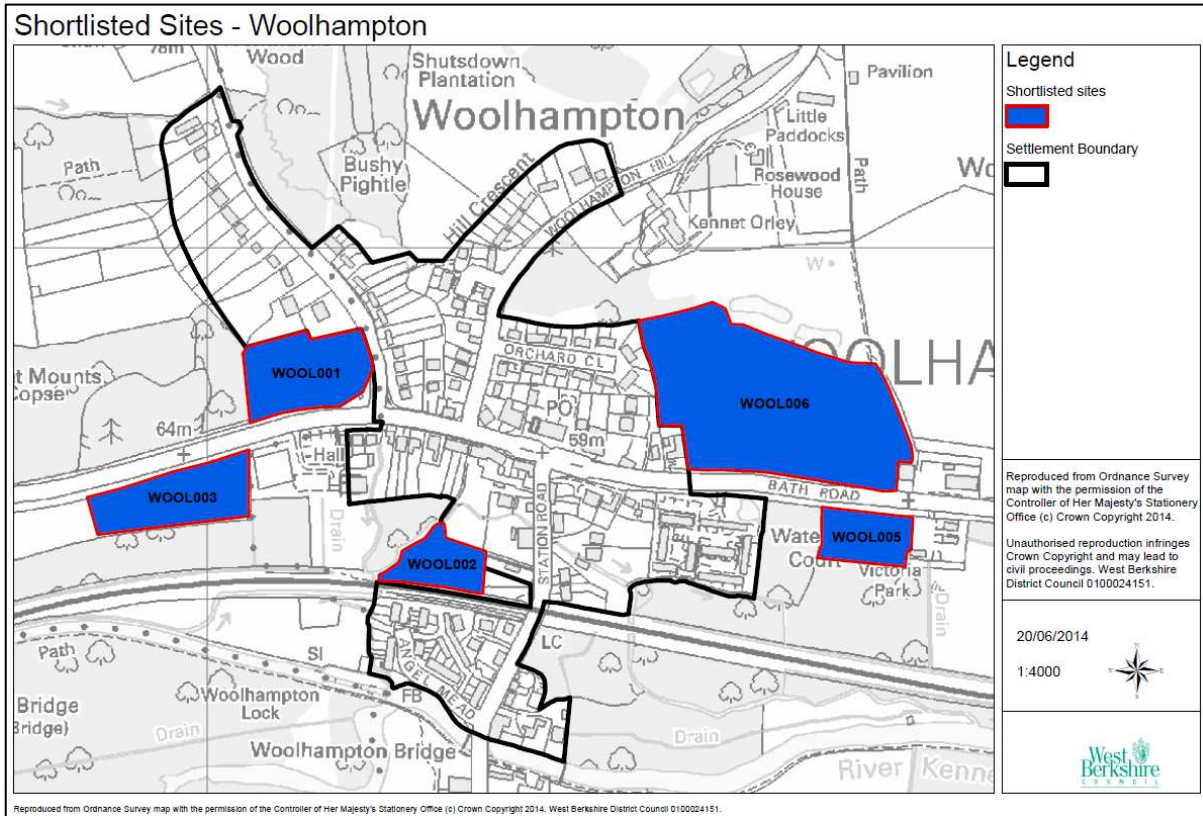 Shortlisted Sites - Woolhampton
78m
Wood
Shutsdown
Plantation
Woolhampton
Pavilion
Little
Paddocks
Path
Bushy
Pightle
Hill Crescent
WOOLHAMPTON HILL
Rosewood
House
Path
Kennet Orley
W
ORCHARD CL
WOOL001
WOOL006
t Mounts
Copse
64m
Hall
PO
59m
WOOL003
BATH ROAD
STATION ROAD
Drain
WOOL002
WOOL005
Wate
Court
Victoria
Park
Drain
Path
SI
LC
ANGEL MEAD
FB
Woolhampton
Lock
Bridge
Bridge)
Drain
Woolhampton Bridge
Drain
River Kenne
Legend
Shortlisted sites
Settlement Boundary
Reproduced from Ordnance Survey
map with the permission of the
Controller of Her Majesty's Stationery
Office (c) Crown Copyright 2014.
Unauthorised reproduction infringes
Crown Copyright and may lead to
civil proceedings. West Berkshire
District Council 0100024151.
20/06/2014
1:4000
N
West
Berkshire
COUNCIL
Reproduced from Ordnance Survey map with the permission of the Controller of Her Majesty's Stationery Office (c) Crown Copyright 2014. West Berkshire District Council 0100024151.